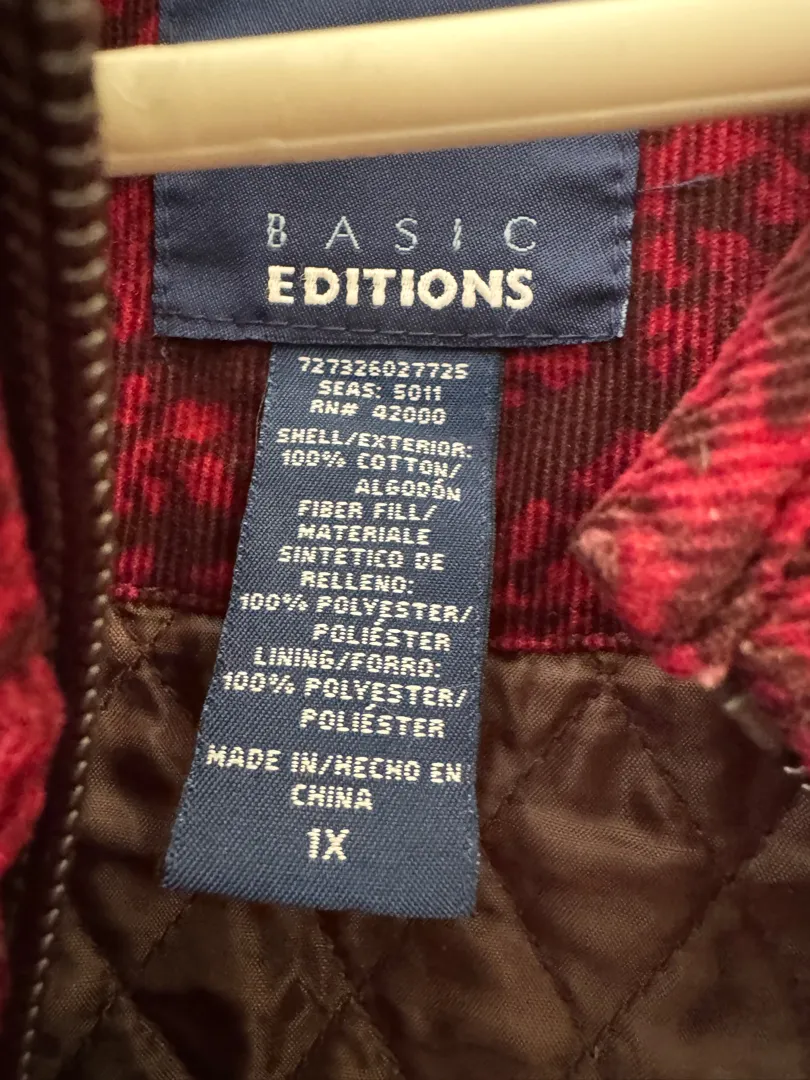 BASIC
EDITIONS
727326027725
SEAS: 5011
RN# 42000
SHELL/EXTERIOR:
100% COTTON/
ALGODÓN
FIBER FILL/
MATERIALE
SINTETICO DE
RELLENO:
100% POLYESTER/
POLIÉSTER
LINING/FORRO:
100% POLYESTER/
POLIÉSTER
MADE IN/HECHO EN
CHINA
1X